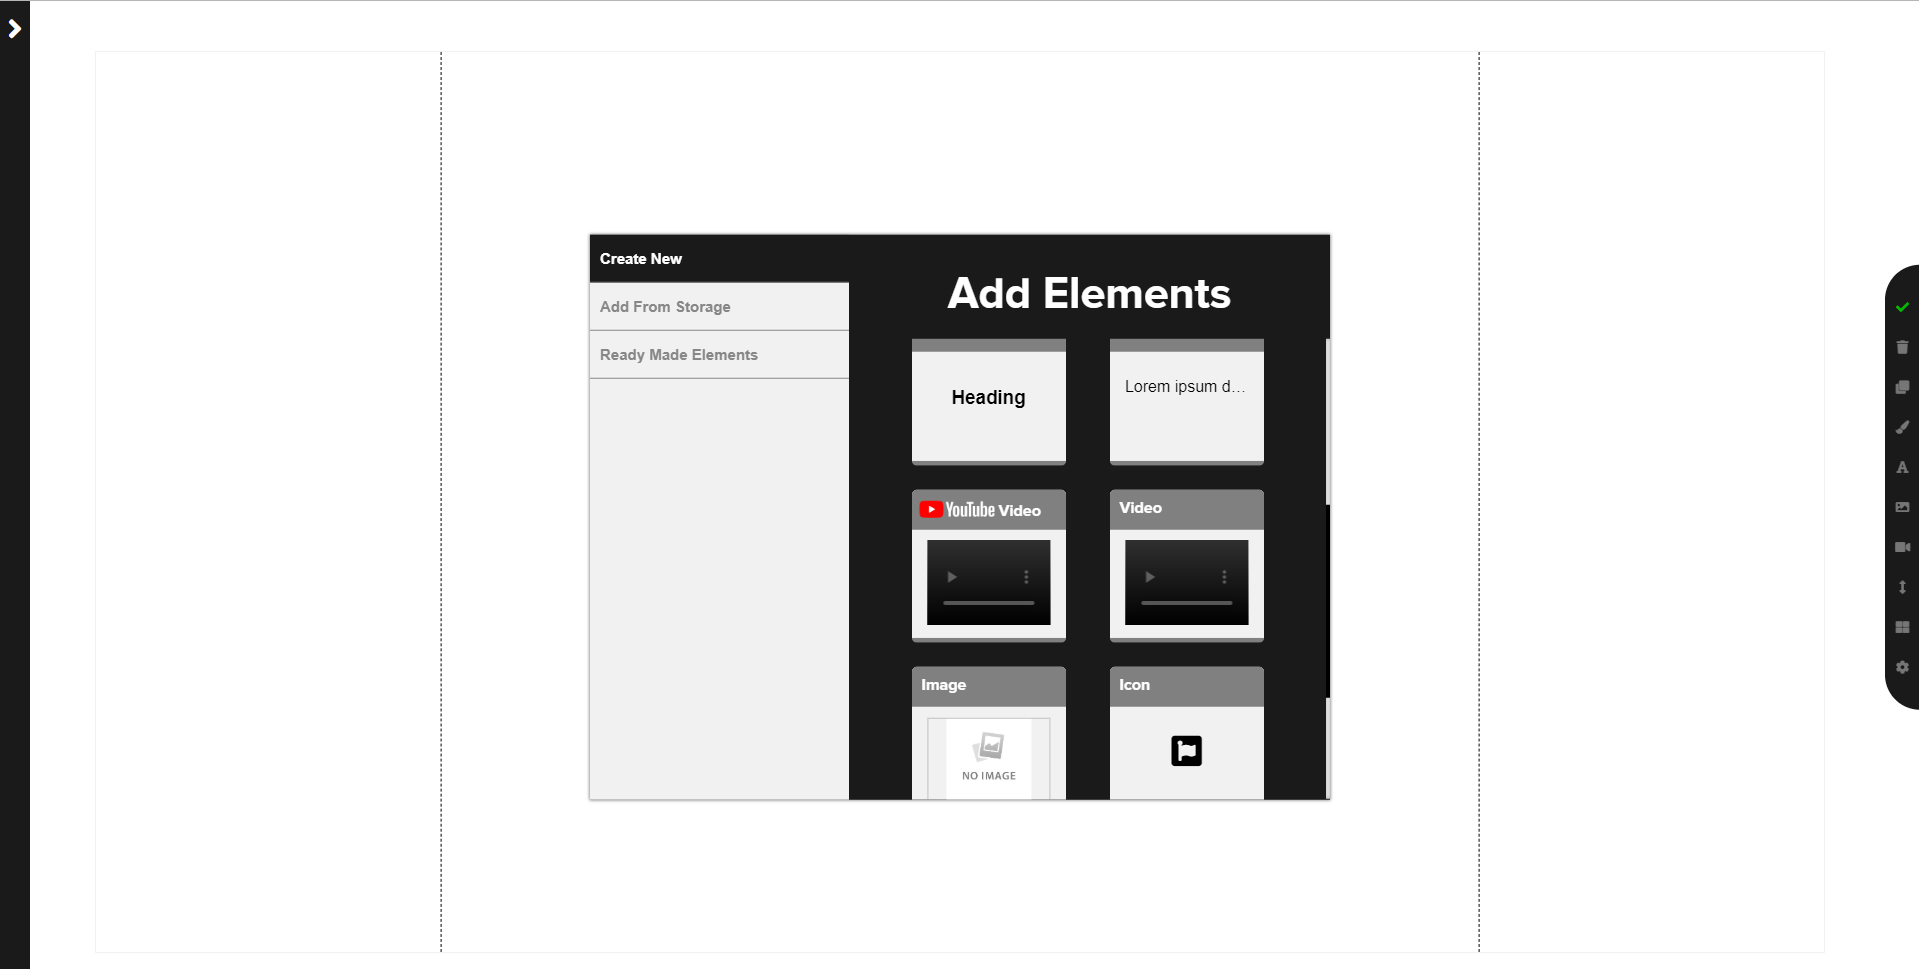 Create New
Add From Storage
Ready Made Elements
Add Elements
Heading
Lorem ipsum d...
YouTube Video
Video
Image
Icon
NO IMAGE
A